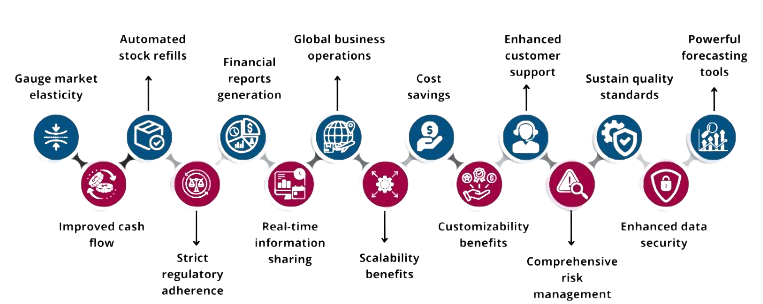 Gauge market
elasticity
Automated
stock refills
Financial
reports
generation
Global business
operations
Cost
savings
Enhanced
customer
support
Sustain quality
standards
Powerful
forecasting
tools
Improved cash
flow
Strict
regulatory
adherence
Real-time
information
sharing
Scalability
benefits
Customizability
benefits
Comprehensive
risk
management
Enhanced data
security